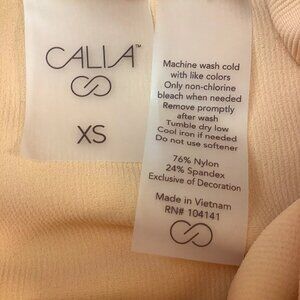 CALIA™
XS
Machine wash cold
with like colors
Only non-chlorine
bleach when needed
Remove promptly
after wash
Tumble dry low
Cool iron if needed
Do not use softener
76% Nylon
24% Spandex
Exclusive of Decoration
Made in Vietnam
RN# 104141